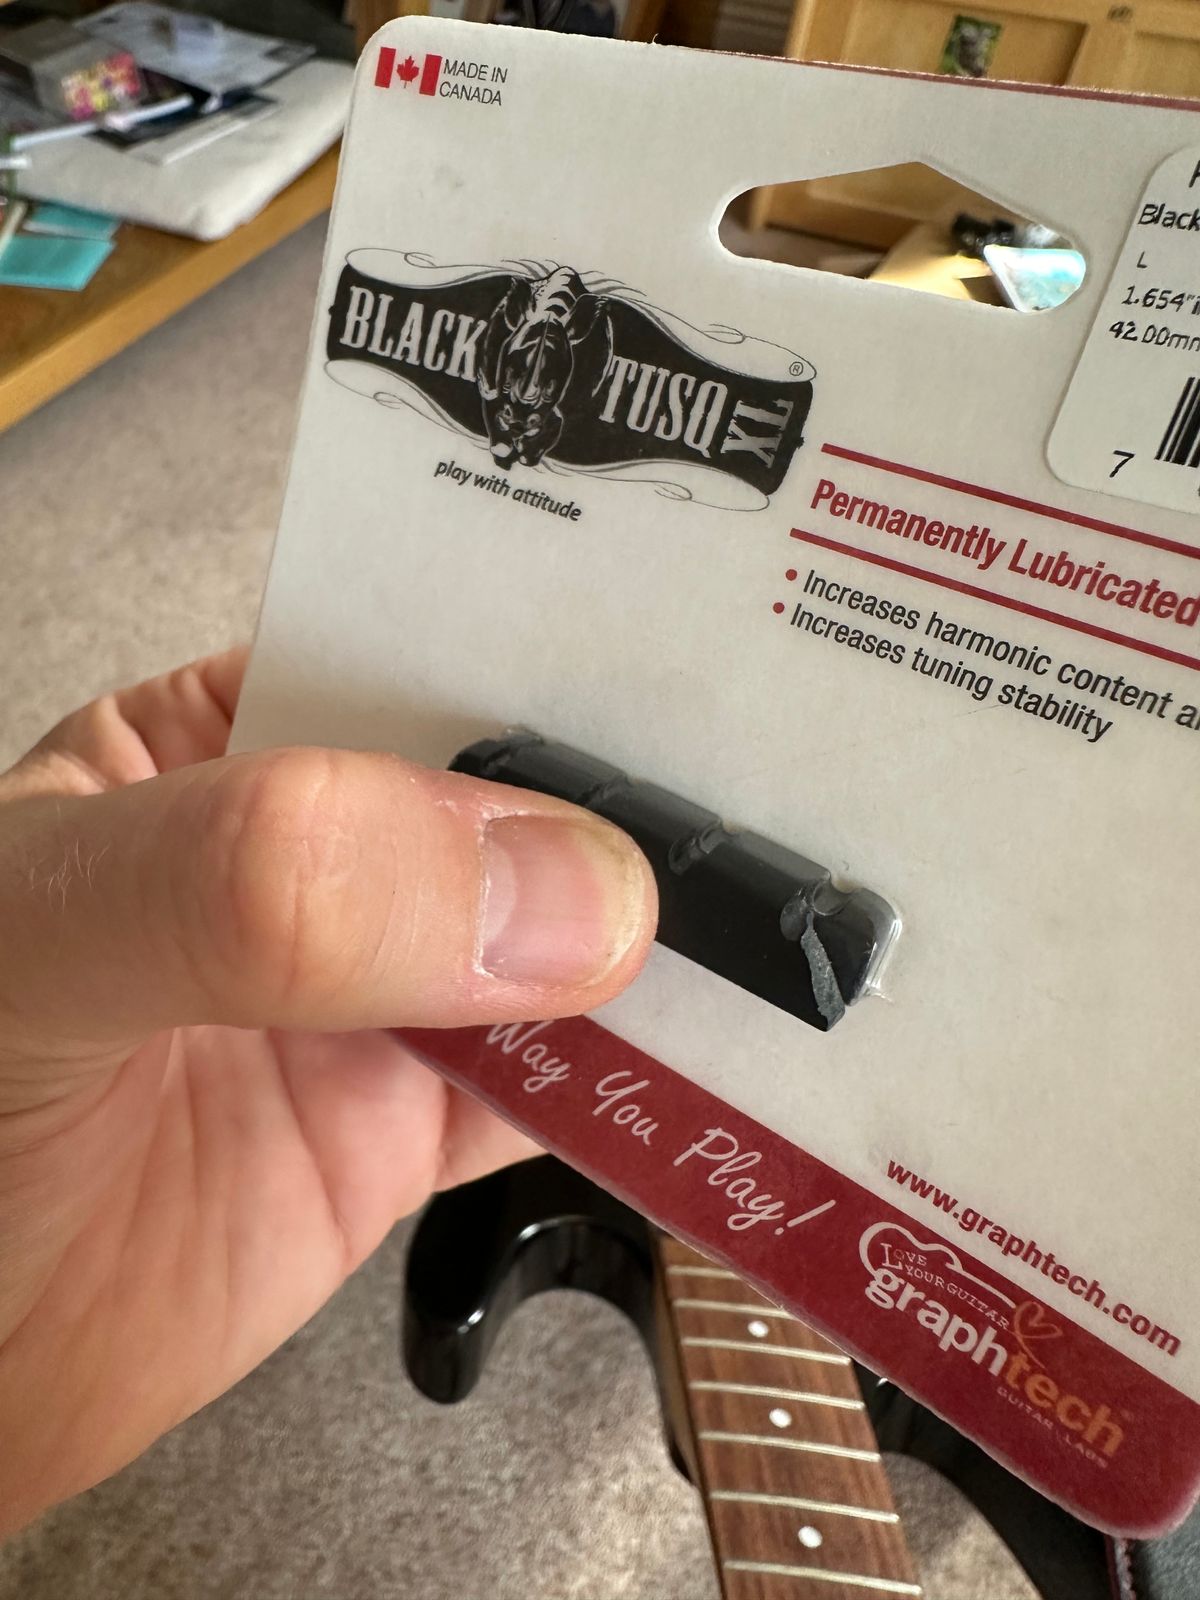 MADE IN
CANADA
BLACK TUSQ XL
®
play with attitude
Black
L
1.654"
42.00mm
7
Permanently Lubricated
• Increases harmonic content
• Increases tuning stability
Way You Play!
www.graphtech.com
LOVE
YOUR GUITAR
graphtech
GUITAR LABS